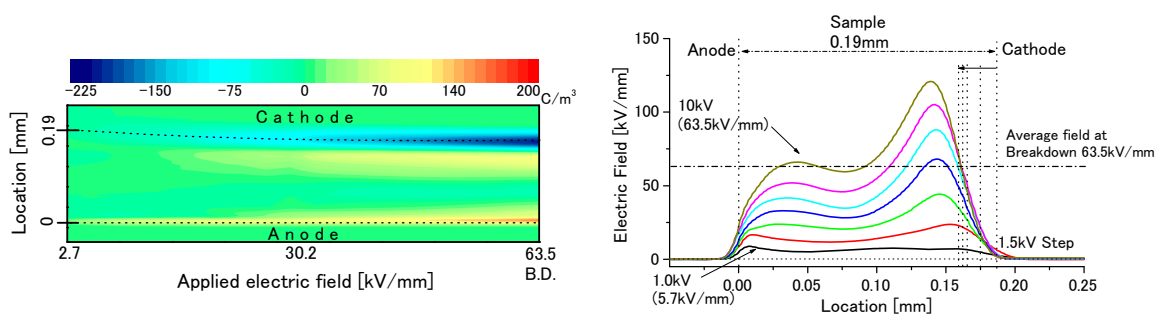 -225
-150
-75
0
70
140
200
C/m³
Cathode
Location [mm]
0.19
0
Anode
2.7
30.2
63.5
B.D.
Applied electric field [kV/mm]
Sample
0.19mm
Anode
Cathode
150
125
100
75
50
25
0
Electric Field [kV/mm]
10kV
(63.5kV/mm)
Average field at
Breakdown 63.5kV/mm
1.5kV Step
1.0kV
(5.7kV/mm)
0.00
0.05
0.10
0.15
0.20
0.25
Location [mm]